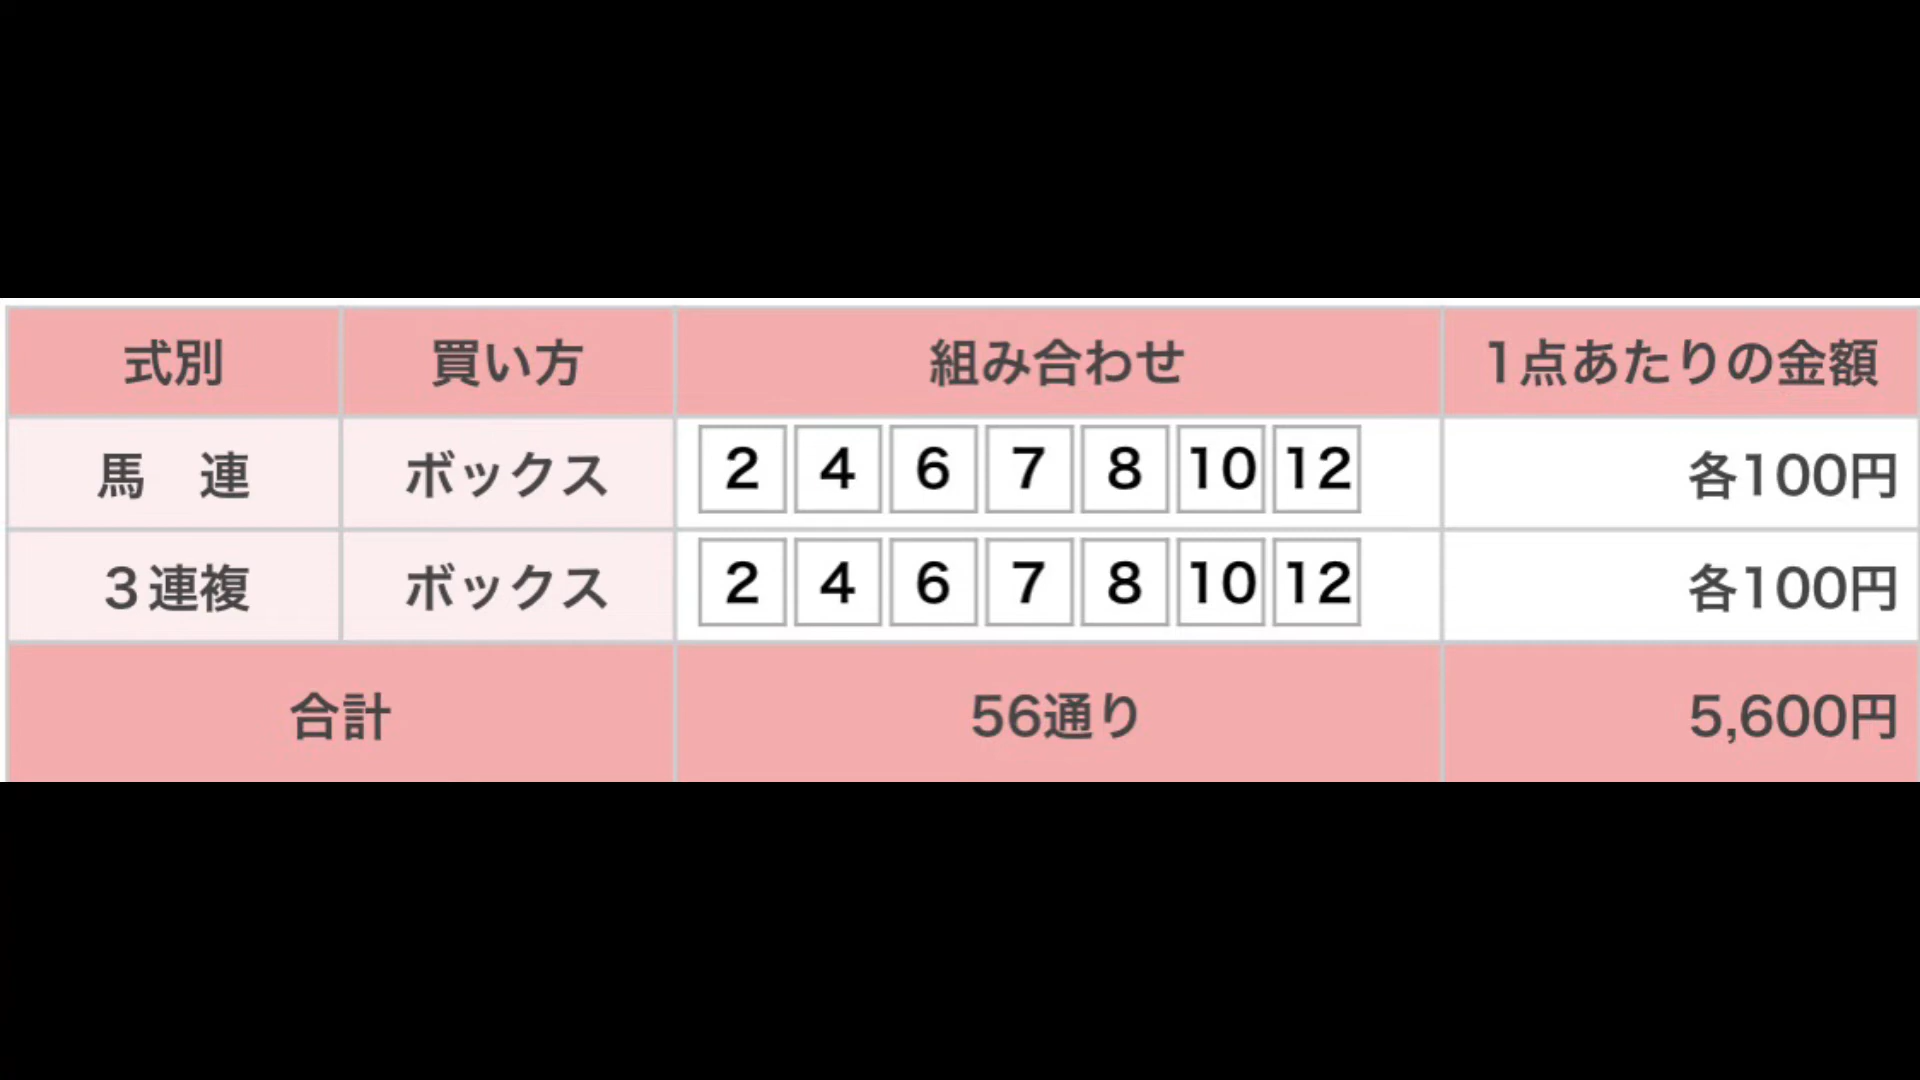 式別 買い方 組み合わせ 1点あたりの金額
馬　連 ボックス 2 4 6 7 8 10 12 各100円
３連複 ボックス 2 4 6 7 8 10 12 各100円
合計 56通り 5,600円